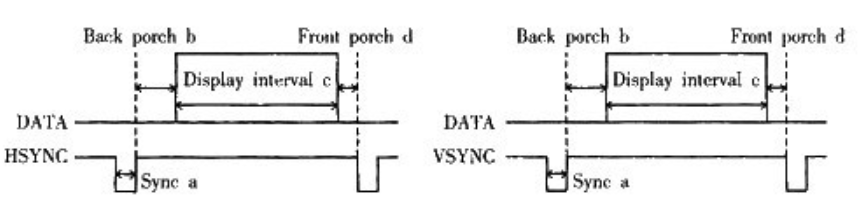 Back porch b Front porch d Back porch b Front porch d
Display interval c Display interval c
DATA DATA
HSYNC VSYNC
Sync a Sync a